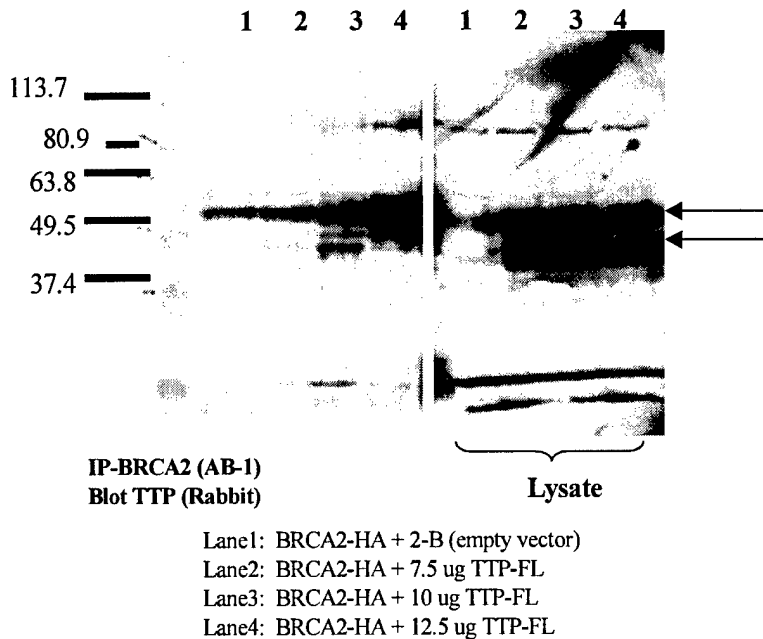 1 2 3 4 1 2 3 4
113.7
80.9
63.8
49.5
37.4
IP-BRCA2 (AB-1)
Blot TTP (Rabbit)
Lysate
Lane1: BRCA2-HA + 2-B (empty vector)
Lane2: BRCA2-HA + 7.5 ug TTP-FL
Lane3: BRCA2-HA + 10 ug TTP-FL
Lane4: BRCA2-HA + 12.5 ug TTP-FL